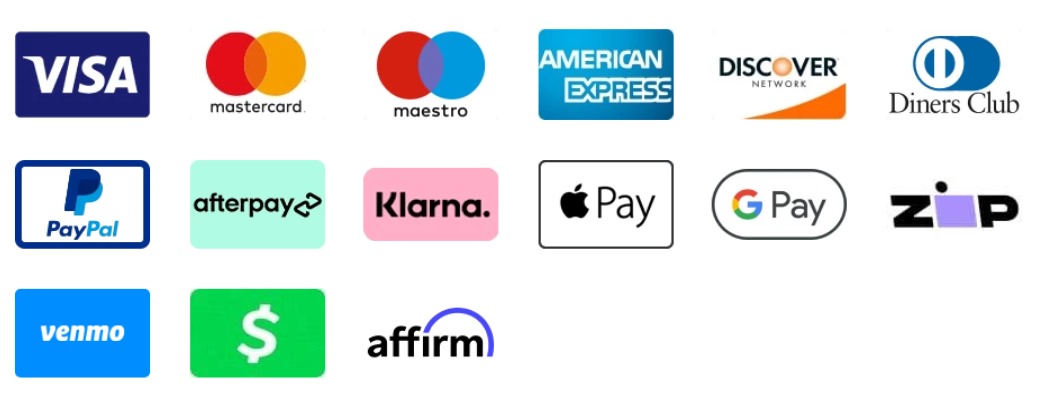 VISA
mastercard.
maestro
AMERICAN
EXPRESS
DISCOVER
NETWORK
Diners Club
PayPal
afterpay
Klarna.
Pay
G Pay
ZIP
venmo
$
affirm